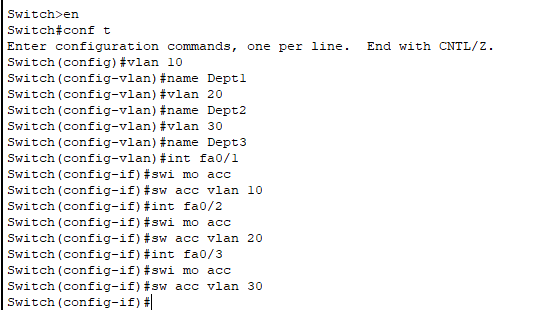 Switch>en
Switch#conf t
Enter configuration commands, one per line.  End with CNTL/Z.
Switch(config)#vlan 10
Switch(config-vlan)#name Dept1
Switch(config-vlan)#vlan 20
Switch(config-vlan)#name Dept2
Switch(config-vlan)#vlan 30
Switch(config-vlan)#name Dept3
Switch(config-vlan)#int fa0/1
Switch(config-if)#swi mo acc
Switch(config-if)#sw acc vlan 10
Switch(config-if)#int fa0/2
Switch(config-if)#swi mo acc
Switch(config-if)#sw acc vlan 20
Switch(config-if)#int fa0/3
Switch(config-if)#swi mo acc
Switch(config-if)#sw acc vlan 30
Switch(config-if)#